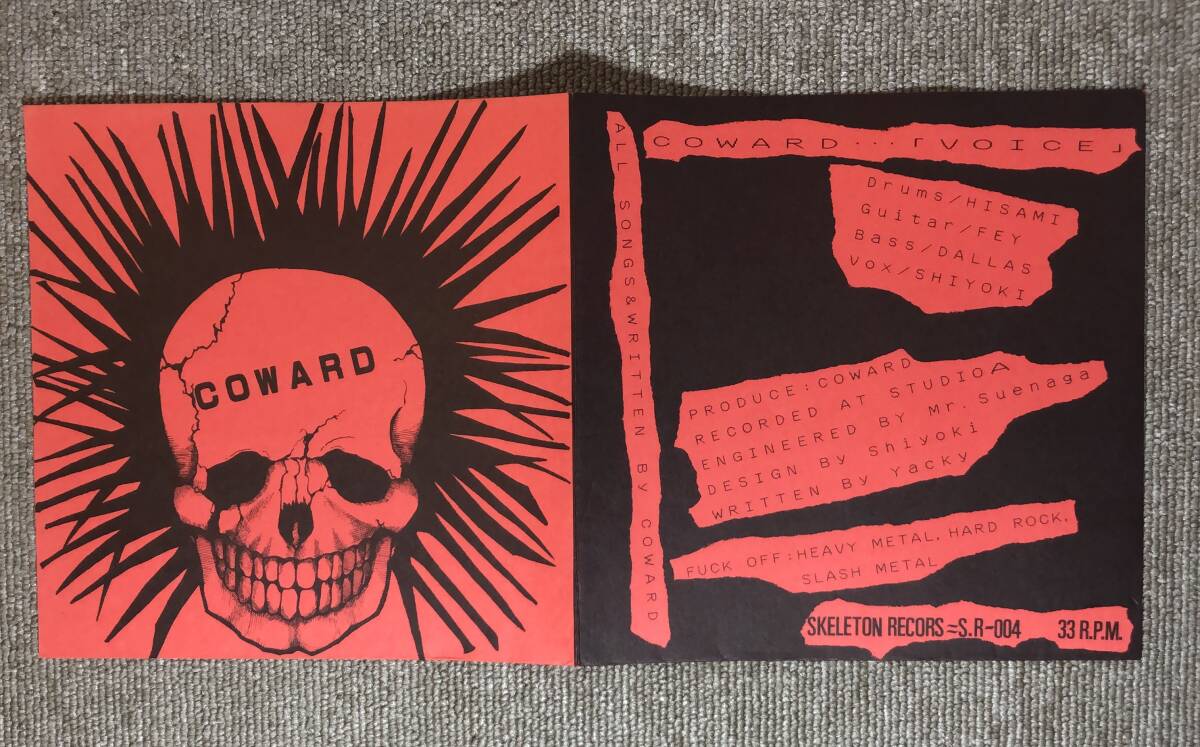 COWARD
COWARD...「VOICE」
ALL SONGS&WRITTEN By COWARD
Drums/HISAMI
Guitar/FEY
Bass/DALLAS
Vox/SHIYOKI
PRODUCE:COWARD
RECORDED AT STUDIOA
ENGINEERED BY Mr.Suenaga
DESIGN By Shiyoki
WRITTEN By Yacky
FUCK OFF:HEAVY METAL,HARD ROCK,
SLASH METAL
SKELETON RECORS=S.R-004 33 R.P.M.